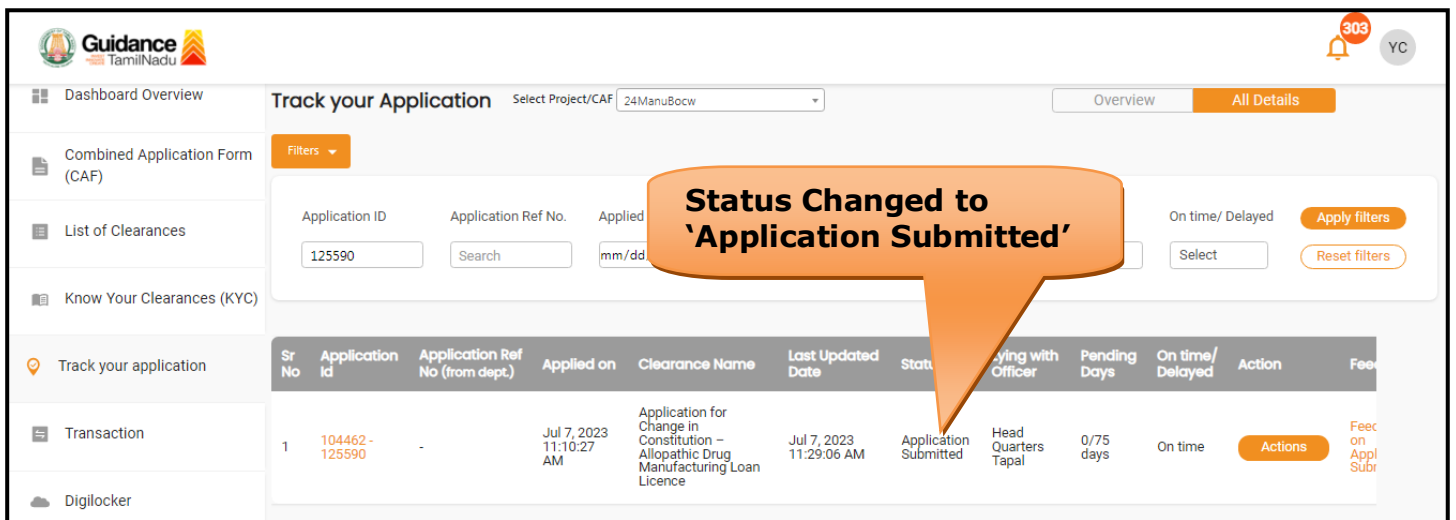 Guidance
TamilNadu
303
YC
Dashboard Overview
Track your Application
Select Project/CAF
24ManuBocw
Overview
All Details
Combined Application Form
(CAF)
Filters
Status Changed to
‘Application Submitted’
List of Clearances
Application ID
Application Ref No.
Applied
On time/ Delayed
Apply filters
125590
Search
mm/dd
Select
Reset filters
Know Your Clearances (KYC)
Track your application
Sr
No
Application
Id
Application Ref
No (from dept.)
Applied on
Clearance Name
Last Updated
Date
Officer
Pending
Days
On time/
Delayed
Action
1
104462 -
125590
-
Jul 7, 2023
11:10:27
AM
Application for
Change in
Constitution –
Allopathic Drug
Manufacturing Loan
Licence
Jul 7, 2023
11:29:06 AM
Application
Submitted
Head
Quarters
Tapal
0/75
days
On time
Actions
on
Transaction
Digilocker